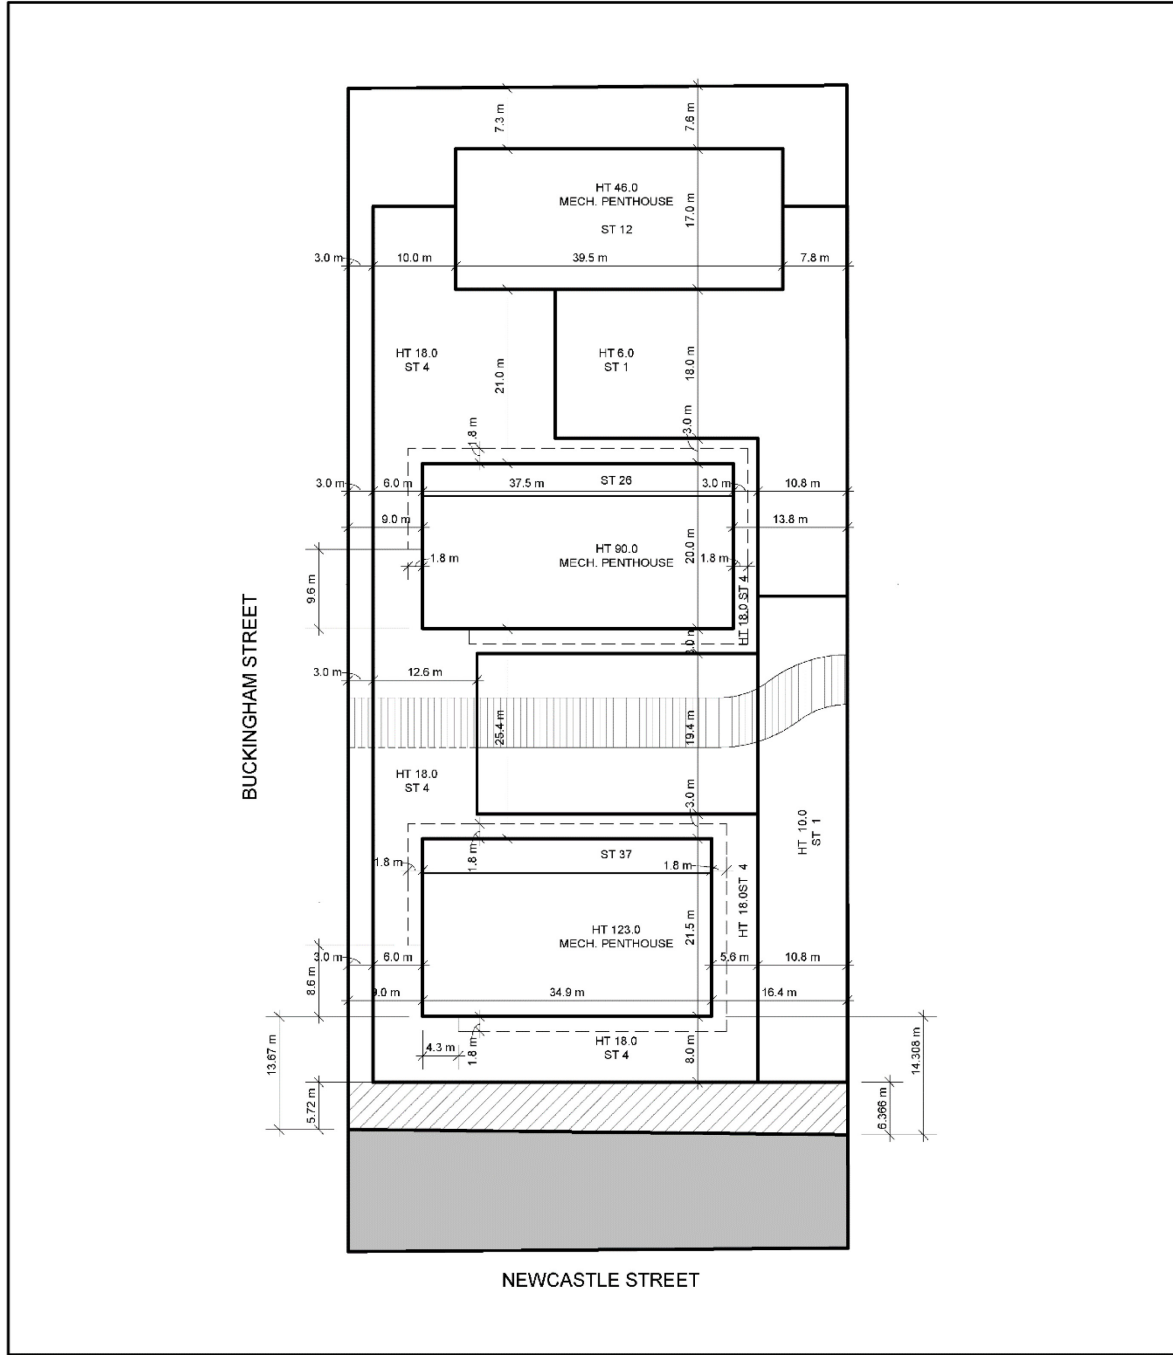 7.3 m
7.6 m
HT 46.0
MECH. PENTHOUSE
ST 12
17.0 m
3.0 m
10.0 m
39.5 m
7.8 m
HT 18.0
ST 4
21.0 m
HT 6.0
ST 1
18.0 m
1.8 m
3.0 m
3.0 m
6.0 m
37.5 m
ST 26
3.0 m
10.8 m
9.0 m
13.8 m
HT 90.0
MECH. PENTHOUSE
20.0 m
1.8 m
1.8 m
9.6 m
HT 18.0 ST 4
3.0 m
BUCKINGHAM STREET
3.0 m
12.6 m
25.4 m
19.4 m
HT 18.0
ST 4
3.0 m
HT 10.0
ST 1
1.8 m
1.8 m
ST 37
1.8 m
HT 18.0ST 4
HT 123.0
MECH. PENTHOUSE
21.5 m
3.0 m
6.0 m
5.6 m
10.8 m
8.6 m
9.0 m
34.9 m
16.4 m
13.67 m
4.3 m
1.8 m
HT 18.0
ST 4
8.0 m
14.308 m
5.72 m
6.366 m
NEWCASTLE STREET